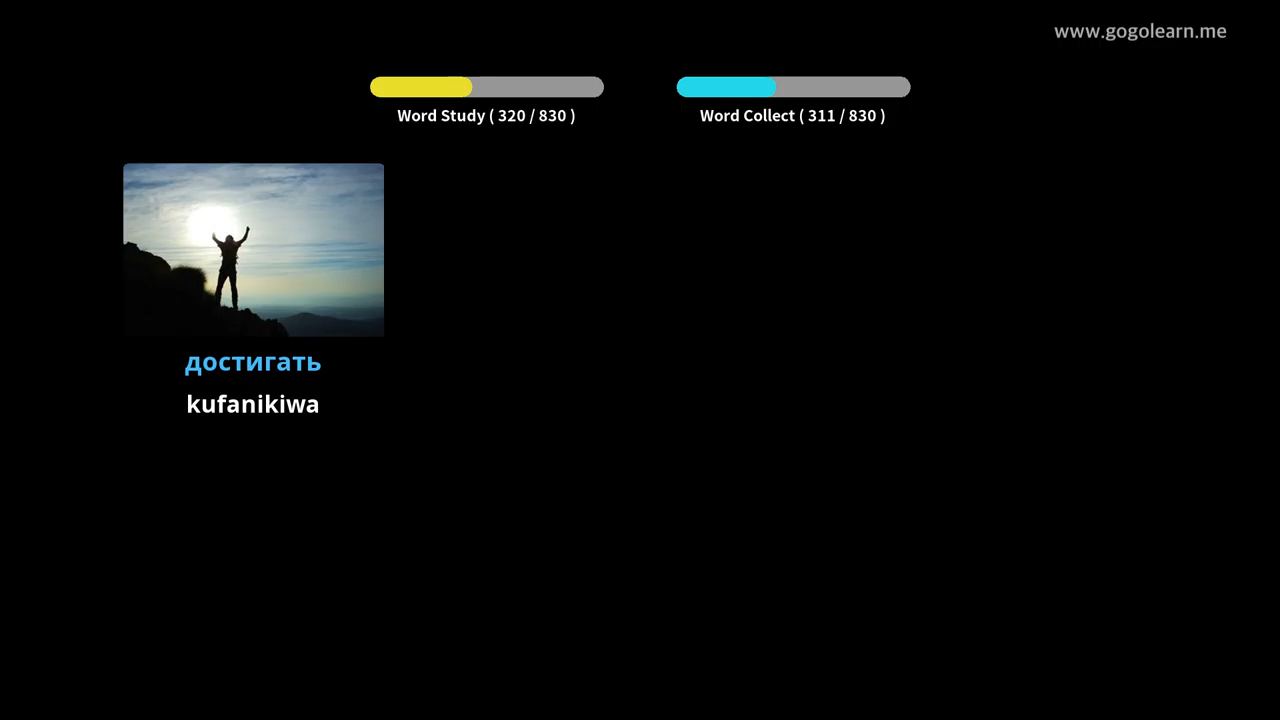 www.gogolearn.me
Word Study ( 320 / 830 )
Word Collect ( 311 / 830 )
достигать
kufanikiwa